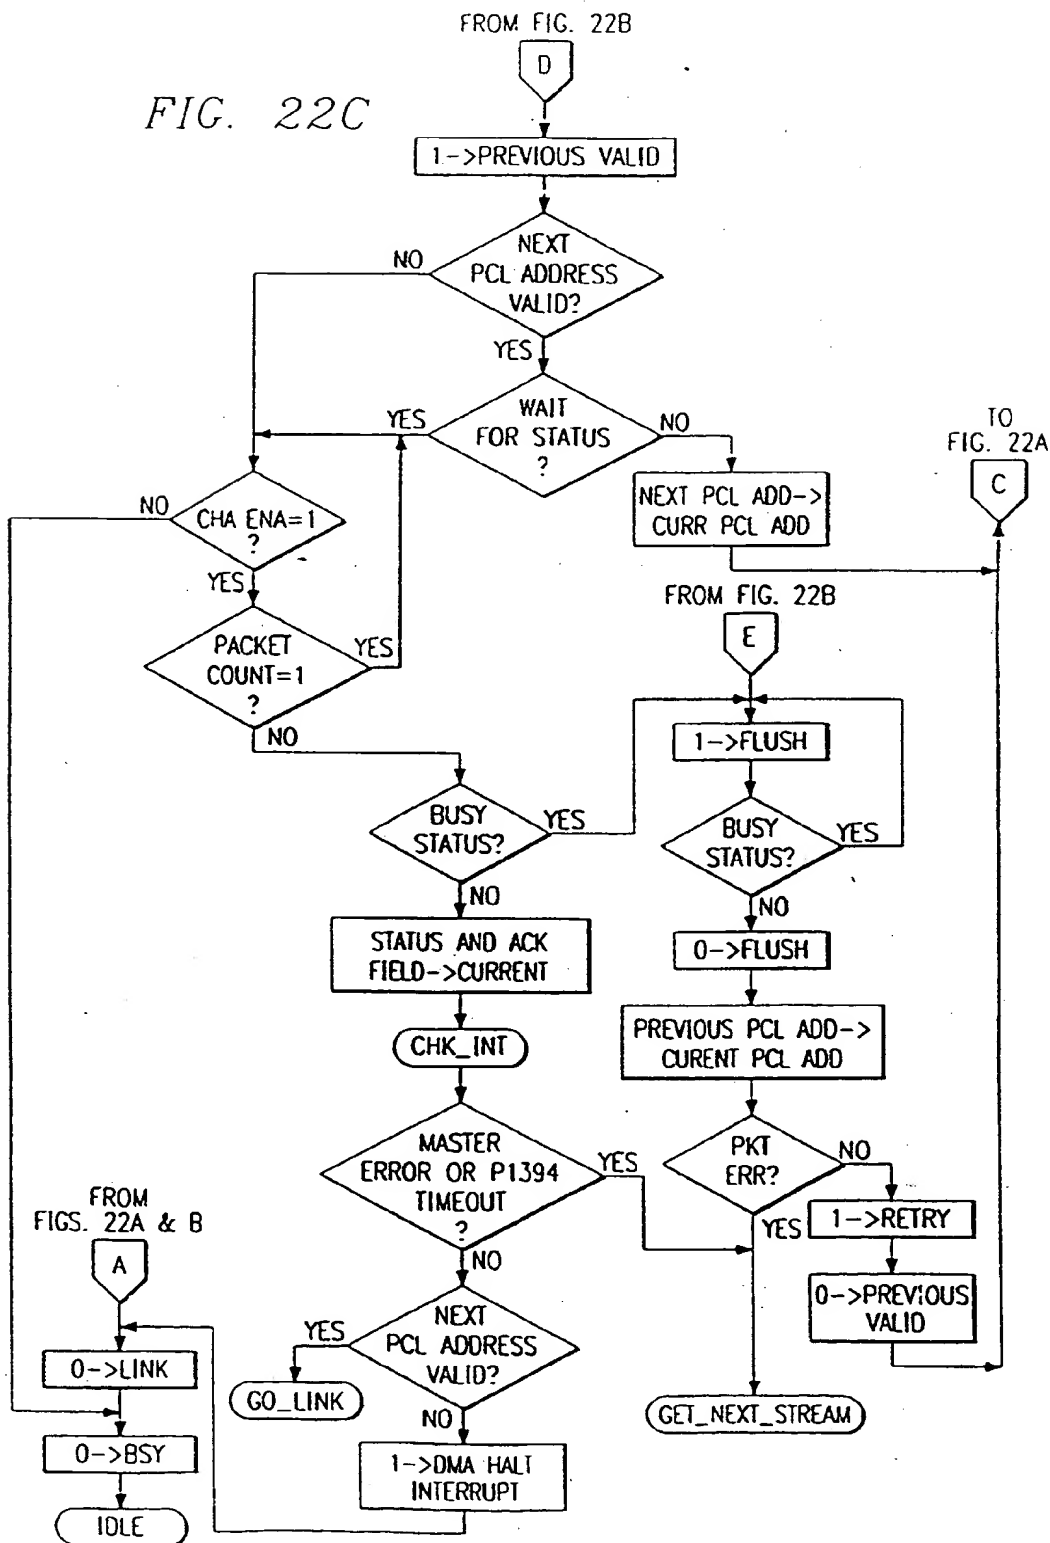 FROM FIG. 22B
D
FIG. 22C
1->PREVIOUS VALID
NEXT
PCL ADDRESS
VALID?
NO
YES
WAIT
FOR STATUS
?
YES
NO
NEXT PCL ADD->
CURR PCL ADD
TO
FIG. 22A
C
CHA ENA=1
?
NO
YES
PACKET
COUNT=1
?
YES
NO
FROM FIG. 22B
E
1->FLUSH
BUSY
STATUS?
YES
NO
BUSY
STATUS?
YES
NO
STATUS AND ACK
FIELD->CURRENT
0->FLUSH
CHK_INT
PREVIOUS PCL ADD->
CURENT PCL ADD
MASTER
ERROR OR P1394
TIMEOUT
?
YES
NO
PKT
ERR?
NO
YES
1->RETRY
0->PREVIOUS
VALID
FROM
FIGS. 22A & B
A
0->LINK
0->BSY
IDLE
NEXT
PCL ADDRESS
VALID?
YES
NO
GO_LINK
GET_NEXT_STREAM
1->DMA HALT
INTERRUPT